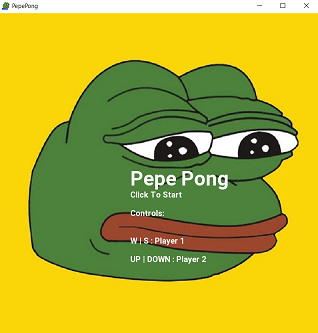 PepePong
Pepe Pong
Click To Start
Controls:
W | S : Player 1
UP | DOWN : Player 2